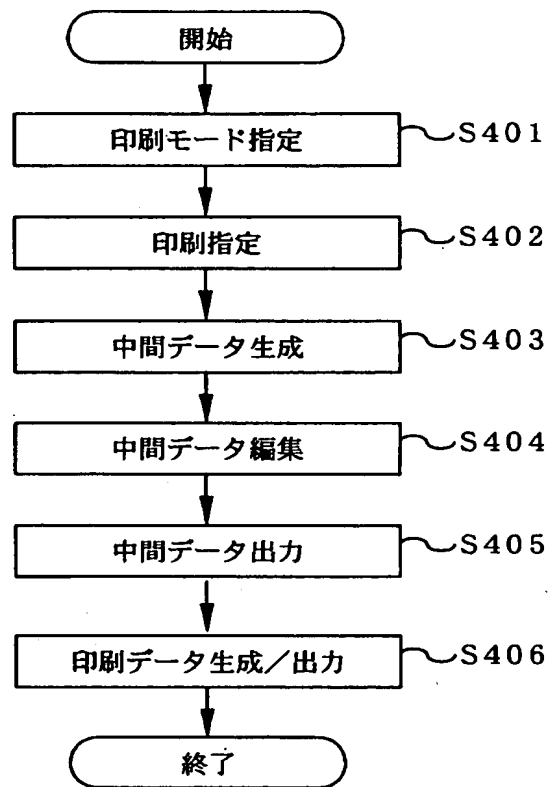 開始
印刷モード指定 S401
印刷指定 S402
中間データ生成 S403
中間データ編集 S404
中間データ出力 S405
印刷データ生成／出力 S406
終了